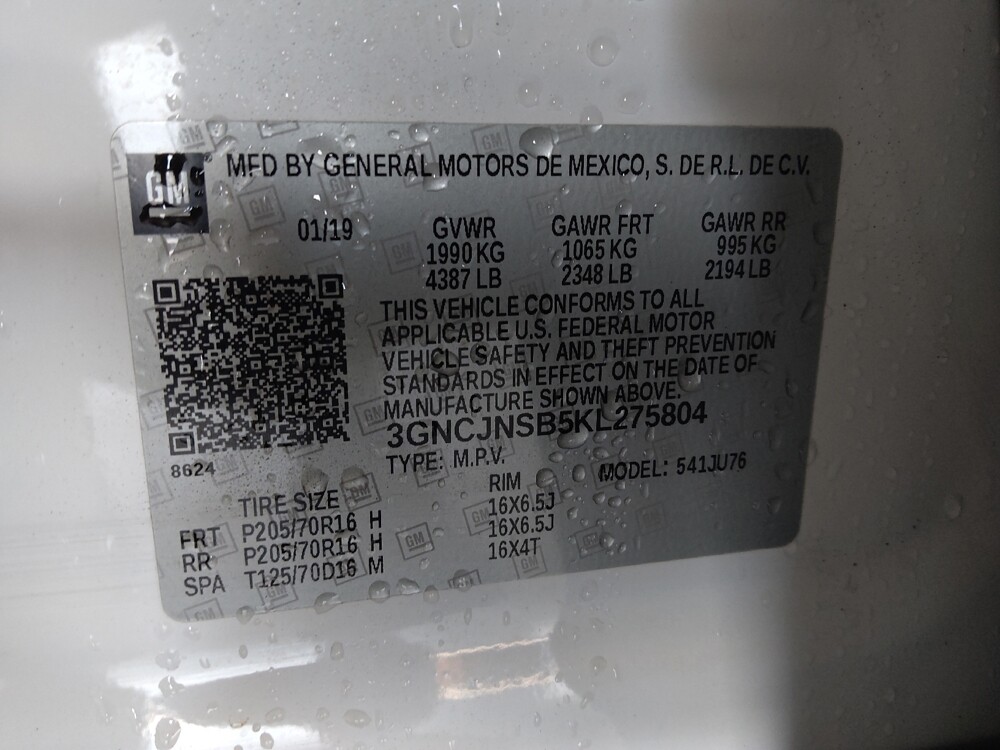 GM
MFD BY GENERAL MOTORS DE MEXICO, S. DE R.L. DE C.V.
01/19 GVWR GAWR FRT GAWR RR
1990 KG 1065 KG 995 KG
4387 LB 2348 LB 2194 LB
THIS VEHICLE CONFORMS TO ALL
APPLICABLE U.S. FEDERAL MOTOR
VEHICLE SAFETY AND THEFT PREVENTION
STANDARDS IN EFFECT ON THE DATE OF
MANUFACTURE SHOWN ABOVE.
3GNCJNSB5KL275804
8624
TYPE: M.P.V. MODEL: 541JU76
TIRE SIZE RIM
FRT P205/70R16 H 16X6.5J
RR P205/70R16 H 16X6.5J
SPA T125/70D16 M 16X4T